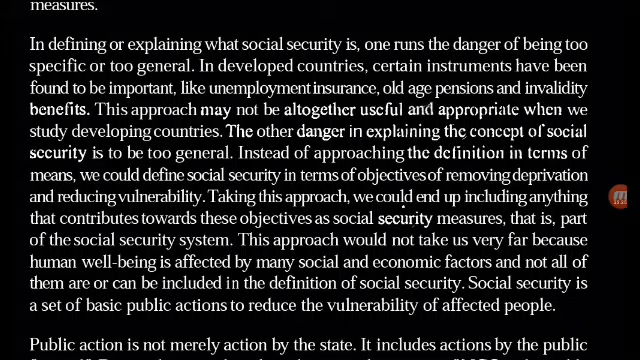 measures.
In defining or explaining what social security is, one runs the danger of being too
specific or too general. In developed countries, certain instruments have been
found to be important, like unemployment insurance, old age pensions and invalidity
benefits. This approach may not be altogether useful and appropriate when we
study developing countries. The other danger in explaining the concept of social
security is to be too general. Instead of approaching the definition in terms of
means, we could define social security in terms of objectives of removing deprivation
and reducing vulnerability. Taking this approach, we could end up including anything
that contributes towards these objectives as social security measures, that is, part
of the social security system. This approach would not take us very far because
human well-being is affected by many social and economic factors and not all of
them are or can be included in the definition of social security. Social security is
a set of basic public actions to reduce the vulnerability of affected people.
Public action is not merely action by the state. It includes actions by the public